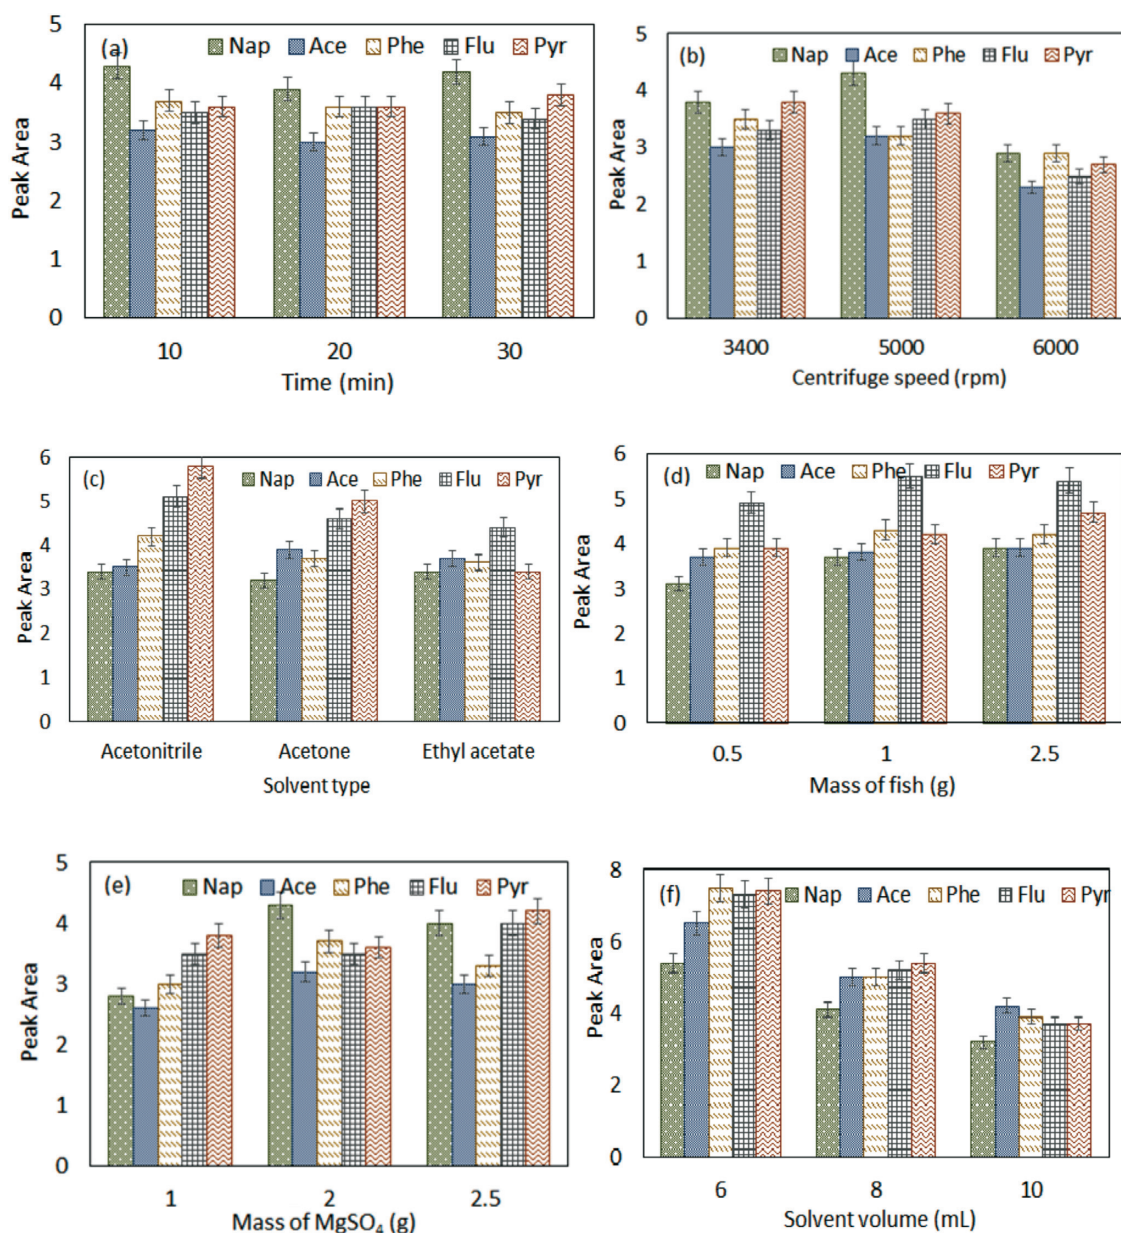 5
(a) Nap Ace Phe Flu Pyr
4
3
2
1
0
Peak Area
10 20 30
Time (min)
5
(b) Nap Ace Phe Flu Pyr
4
3
2
1
0
Peak Area
3400 5000 6000
Centrifuge speed (rpm)
6
(c) Nap Ace Phe Flu Pyr
5
4
3
2
1
0
Peak Area
Acetonitrile Acetone Ethyl acetate
Solvent type
6
Nap Ace Phe Flu Pyr
(d)
5
4
3
2
1
0
Peak Area
0.5 1 2.5
Mass of fish (g)
5
(e) Nap Ace Phe Flu Pyr
4
3
2
1
0
Peak Area
1 2 2.5
Mass of MgSO₄ (g)
8
(f) Nap Ace Phe Flu Pyr
6
4
2
0
Peak Area
6 8 10
Solvent volume (mL)